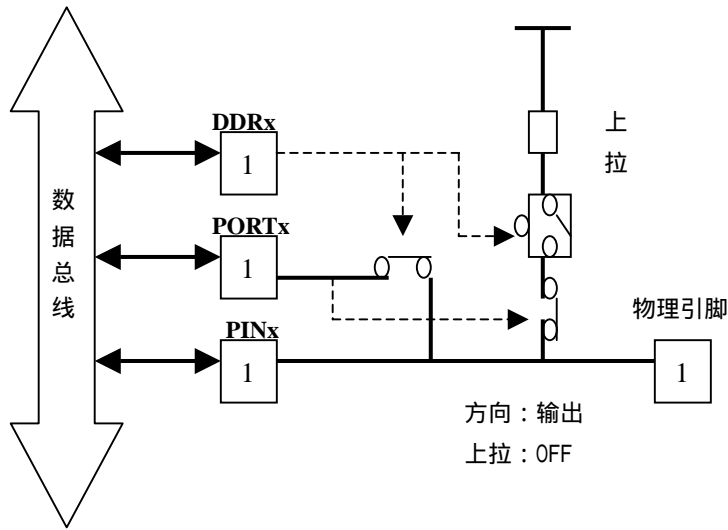 DDRx
1
上
拉
数
据
总
线
PORTx
1
物理引脚
PINx
1
1
方向：输出
上拉：OFF